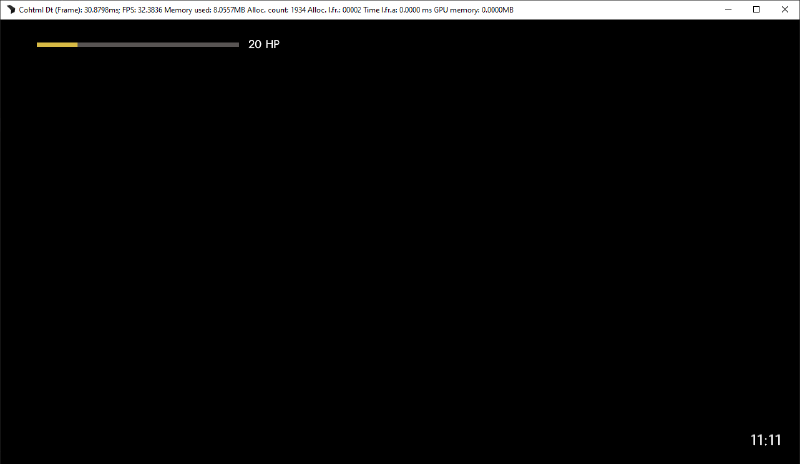 Cohtml Dt (Frame): 30.8798ms; FPS: 32.3836 Memory used: 8.0557MB Alloc. count: 1934 Alloc. l.fr.: 00002 Time l.fr.a: 0.0000 ms GPU memory: 0.0000MB
20 HP
11:11